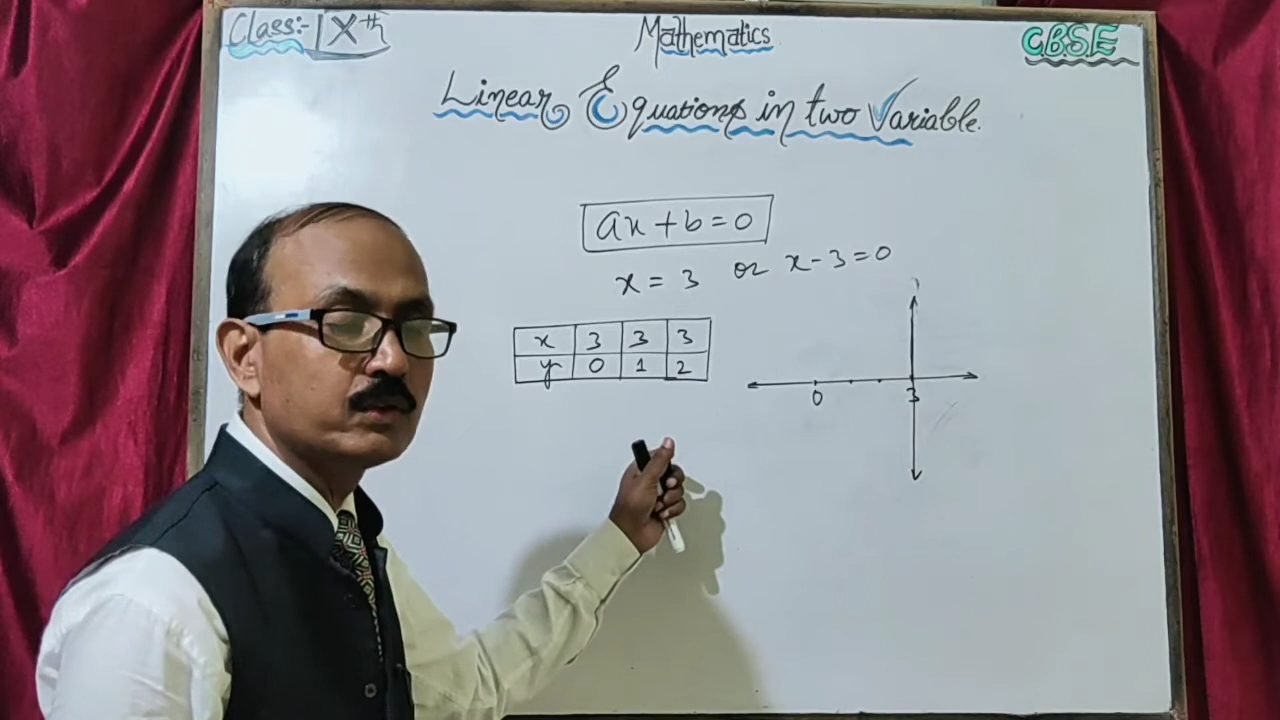 Class:- IXth
Mathematics
CBSE
Linear Equations in two Variable.
ax + b = 0
x = 3 or x - 3 = 0
x 3 3 3
y 0 1 2
0 3